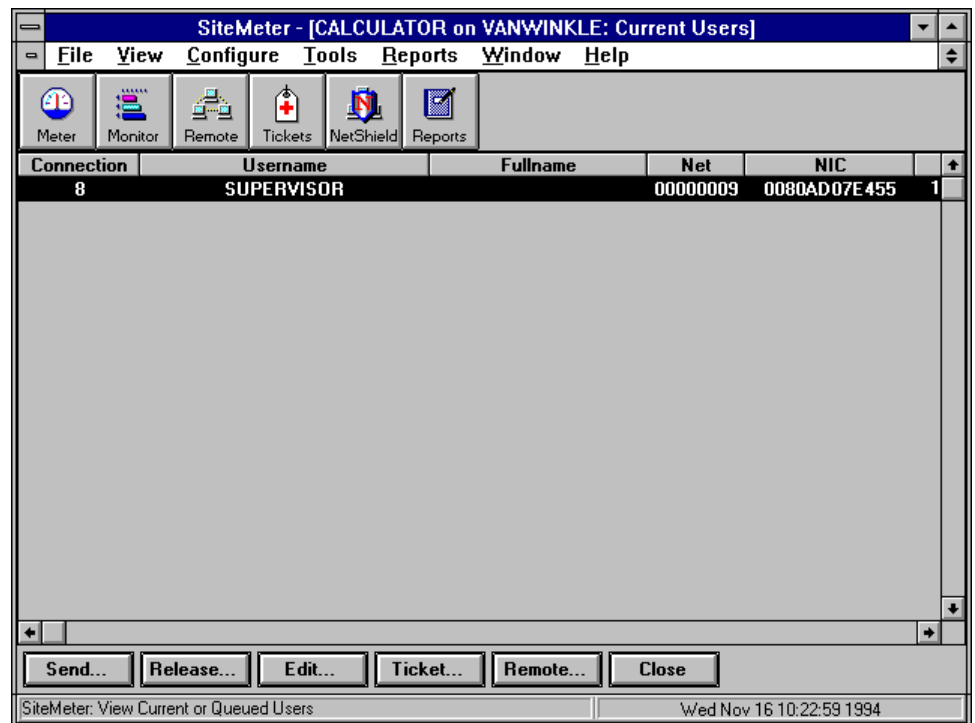 SiteMeter - [CALCULATOR on VANWINKLE: Current Users]
File View Configure Tools Reports Window Help
Meter Monitor Remote Tickets NetShield Reports
Connection Username Fullname Net NIC
8 SUPERVISOR 00000009 0080AD07E455 1
Send... Release... Edit... Ticket... Remote... Close
SiteMeter: View Current or Queued Users Wed Nov 16 10:22:59 1994